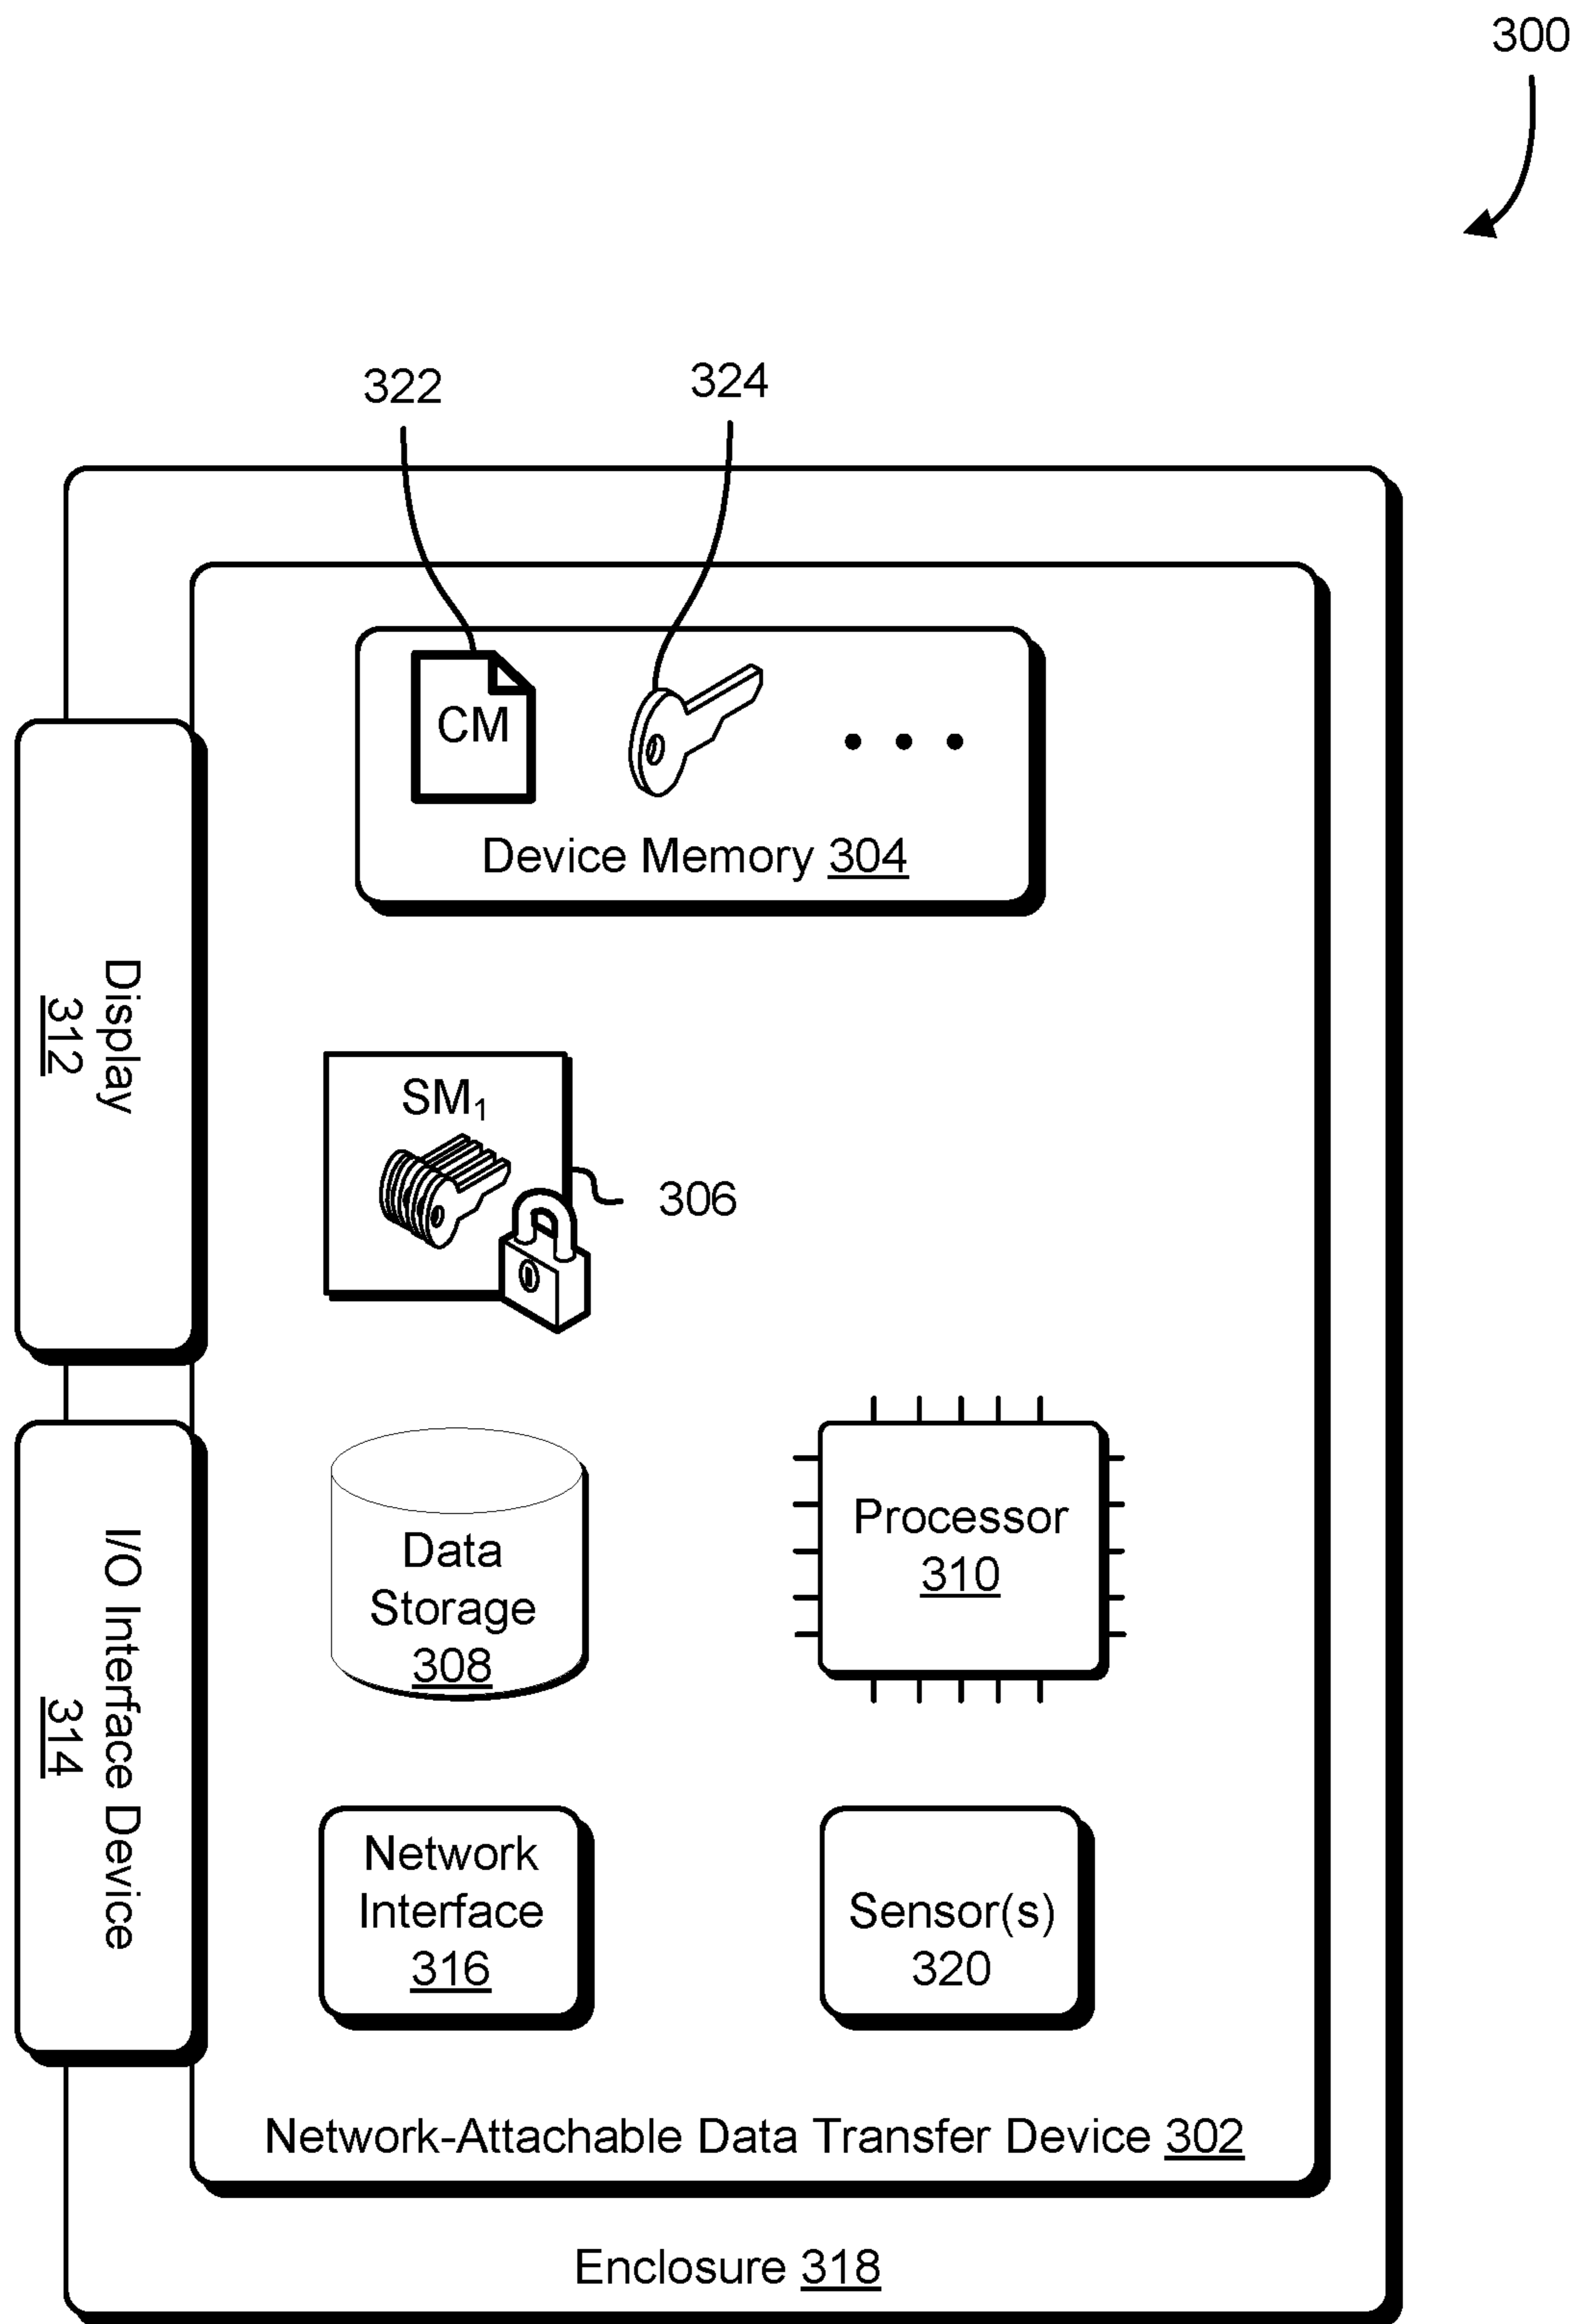 300
322
324
CM
Device Memory 304
Display
312
SM₁
306
Data
Storage
308
Processor
310
I/O Interface Device
314
Network
Interface
316
Sensor(s)
320
Network-Attachable Data Transfer Device 302
Enclosure 318